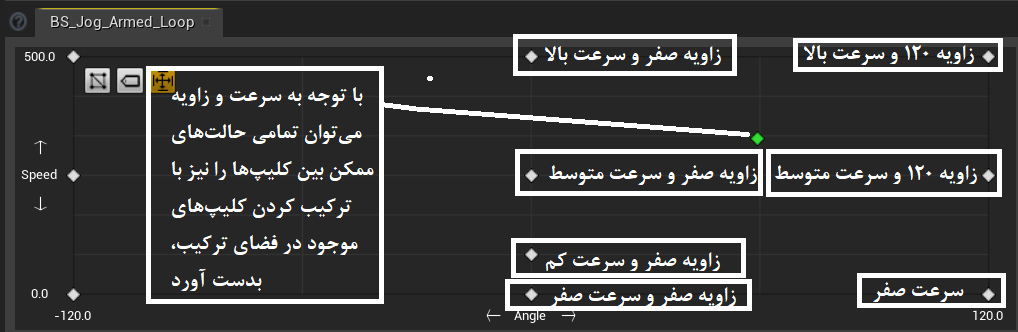 BS_Jog_Armed_Loop
500.0
زاویه صفر و سرعت بالا
زاویه ۱۲۰ و سرعت بالا
با توجه به سرعت و زاویه
می‌توان تمامی حالت‌های
ممکن بین کلیپ‌ها را نیز با
ترکیب کردن کلیپ‌های
موجود در فضای ترکیب،
بدست آورد
Speed
زاویه صفر و سرعت متوسط
زاویه ۱۲۰ و سرعت متوسط
زاویه صفر و سرعت کم
0.0
زاویه صفر و سرعت صفر
سرعت صفر
-120.0
Angle
120.0